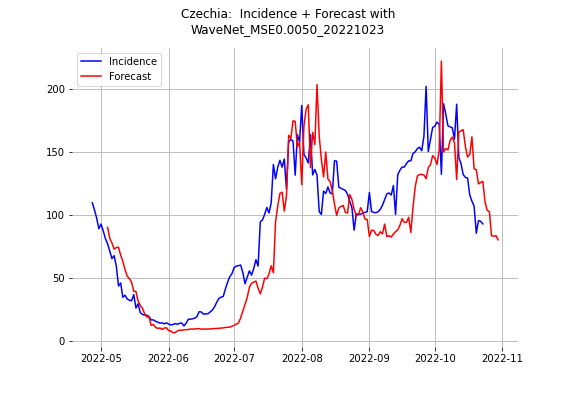 Czechia:  Incidence + Forecast with
WaveNet_MSE0.0050_20221023
Incidence
Forecast
200
150
100
50
0
2022-05 2022-06 2022-07 2022-08 2022-09 2022-10 2022-11